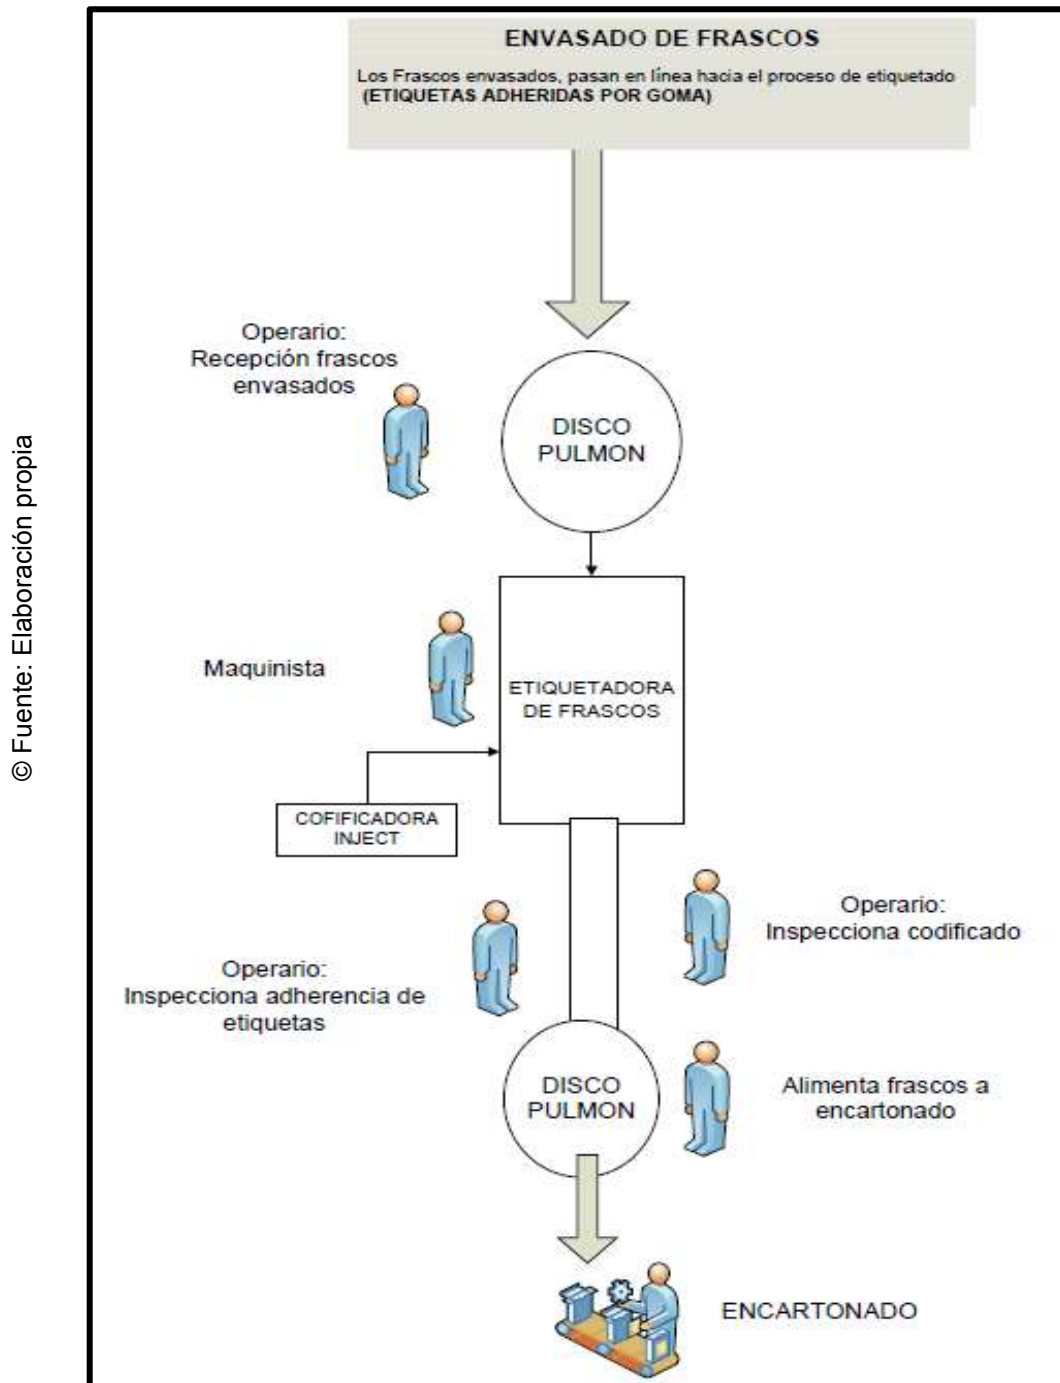 ENVASADO DE FRASCOS
Los Frascos envasados, pasan en línea hacia el proceso de etiquetado
(ETIQUETAS ADHERIDAS POR GOMA)
Operario:
Recepción frascos
envasados
DISCO
PULMON
Maquinista
ETIQUETADORA
DE FRASCOS
COFIFICADORA
INJECT
Operario:
Inspecciona codificado
Operario:
Inspecciona adherencia de
etiquetas
DISCO
PULMON
Alimenta frascos a
encartonado
ENCARTONADO
© Fuente: Elaboración propia